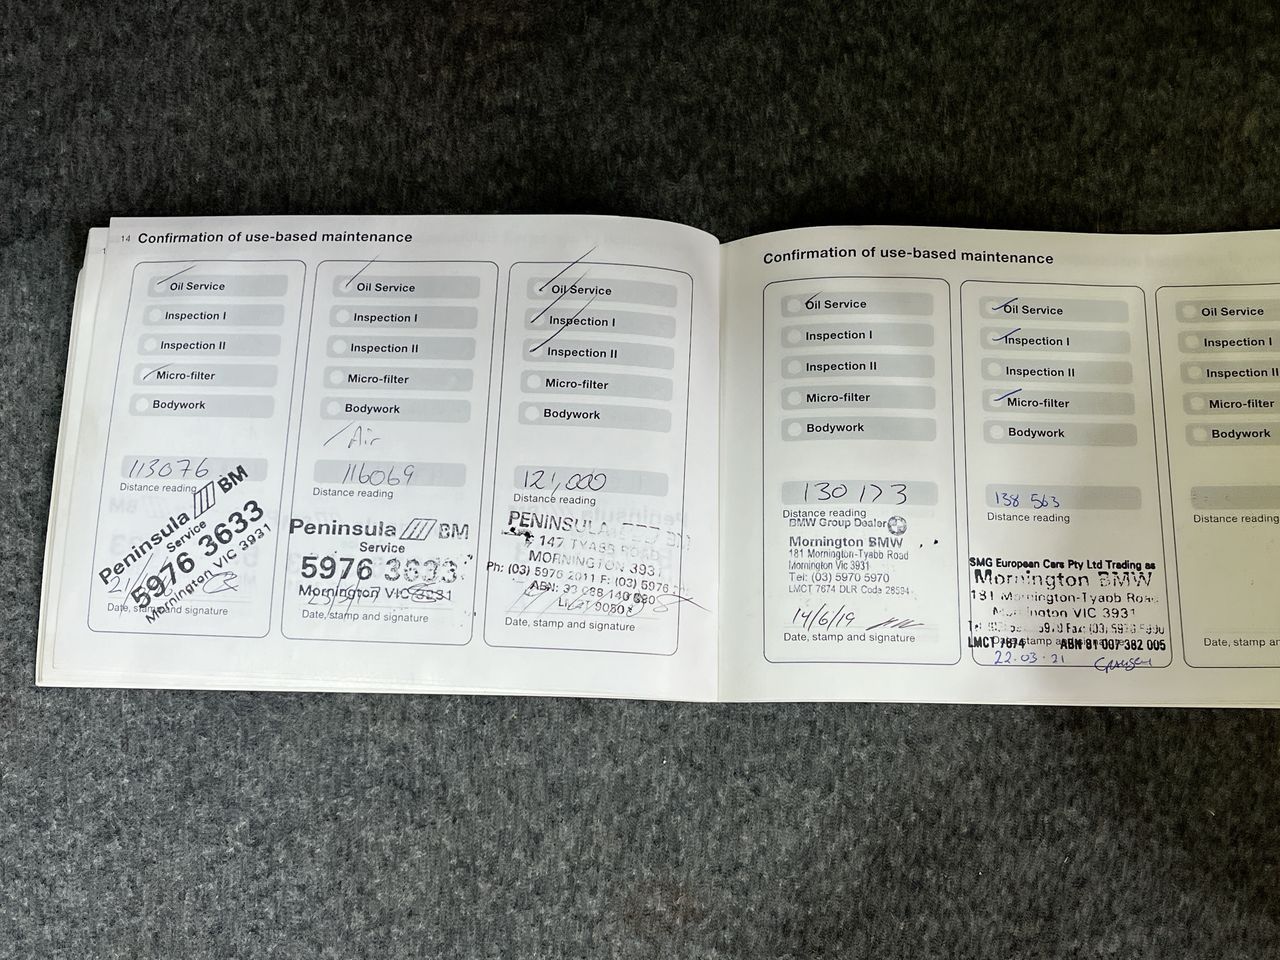 14 Confirmation of use-based maintenance
Oil Service
Inspection I
Inspection II
Micro-filter
Bodywork
113076
Distance reading
Peninsula BM
Service
5976 3633
Mornington VIC 3931
Date, stamp and signature
Oil Service
Inspection I
Inspection II
Micro-filter
Bodywork
Air
116069
Distance reading
Peninsula BM
Service
5976 3633
Mornington VIC 3931
Date, stamp and signature
Oil Service
Inspection I
Inspection II
Micro-filter
Bodywork
121,000
Distance reading
PENINSULA
147 TYABB ROAD
MORNINGTON 3931
Ph: (03) 5976 2011 F: (03) 5976
ABN:
Date, stamp and signature
Confirmation of use-based maintenance
Oil Service
Inspection I
Inspection II
Micro-filter
Bodywork
130173
Distance reading
BMW Group Dealer
Mornington BMW
181 Mornington-Tyabb Road
Mornington Vic 3931
Tel: (03) 5970 5970
LMCT 7674 DLR Code 28594
14/6/19
Date, stamp and signature
Oil Service
Inspection I
Inspection II
Micro-filter
Bodywork
138 563
Distance reading
SMG European Cars Pty Ltd Trading as
Mornington BMW
181 Mornington-Tyabb Road
Mornington VIC 3931
LMCT 7674 ABN 81 007 382 005
22.03.21
Oil Service
Inspection I
Inspection II
Micro-filter
Bodywork
Distance reading
Date, stamp an